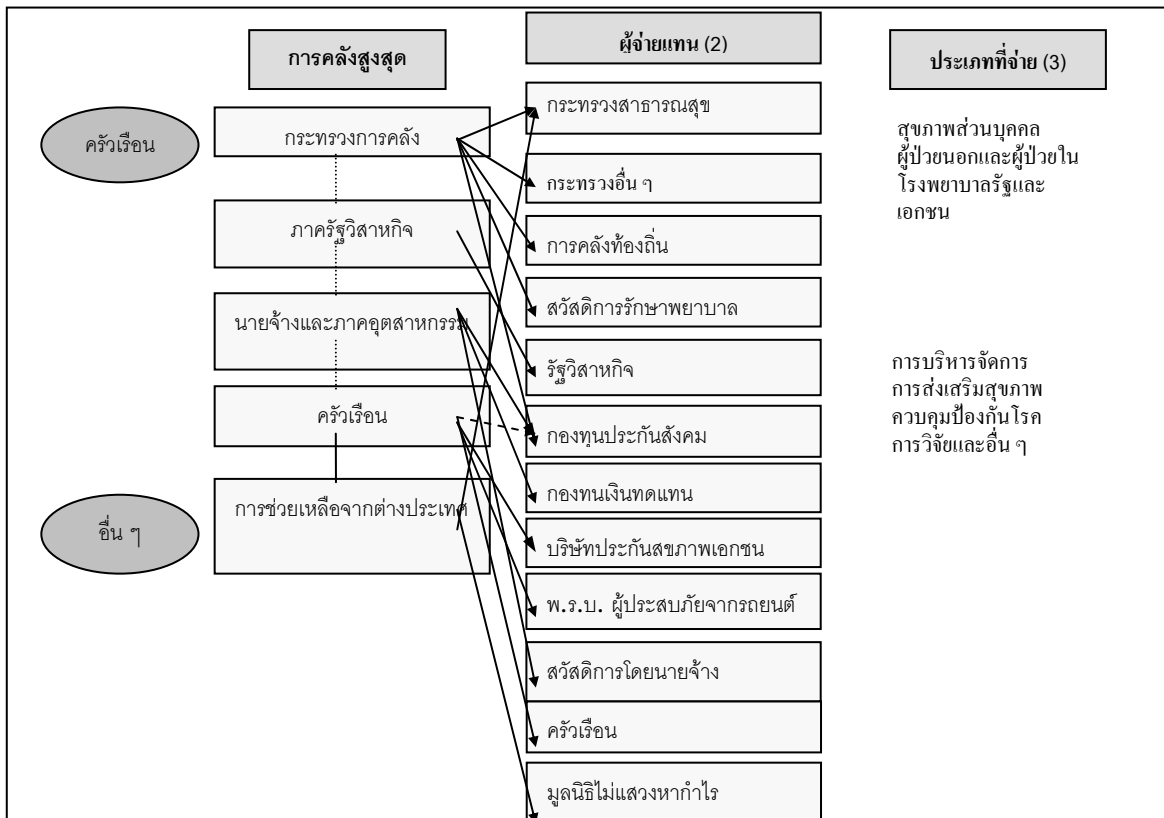 การคลังสูงสุด
ผู้จ่ายแทน (2)
ประเภทที่จ่าย (3)
ครัวเรือน
อื่น ๆ
กระทรวงการคลัง
ภาครัฐวิสาหกิจ
นายจ้างและภาคอุตสาหกรรม
ครัวเรือน
การช่วยเหลือจากต่างประเทศ
กระทรวงสาธารณสุข
กระทรวงอื่น ๆ
การคลังท้องถิ่น
สวัสดิการรักษาพยาบาล
รัฐวิสาหกิจ
กองทุนประกันสังคม
กองทนเงินทดแทน
บริษัทประกันสขภาพเอกชน
พ.ร.บ. ผู้ประสบภัยจากรถยนต์
สวัสดิการโดยนายจ้าง
ครัวเรือน
มูลนิธิไม่แสวงหากำไร
สุขภาพส่วนบุคคล
ผู้ป่วยนอกและผู้ป่วยใน
โรงพยาบาลรัฐและ
เอกชน
การบริหารจัดการ
การส่งเสริมสุขภาพ
ควบคุมป้องกันโรค
การวิจัยและอื่น ๆ